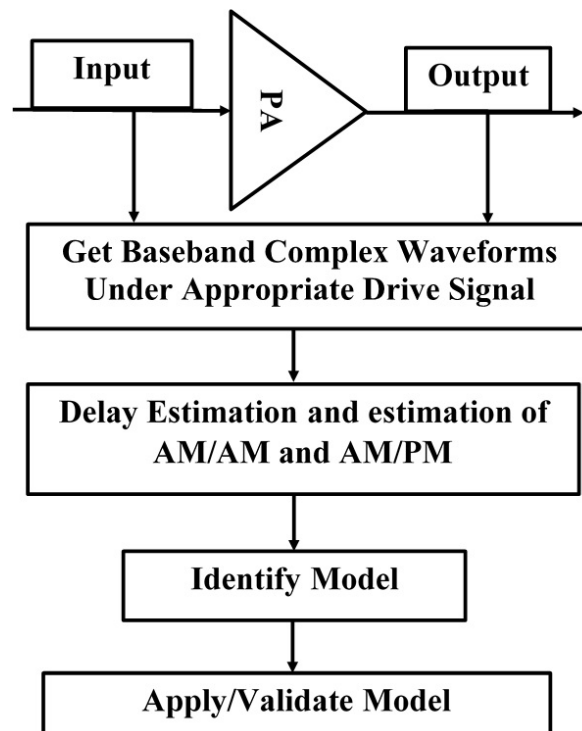 Input
PA
Output
Get Baseband Complex Waveforms
Under Appropriate Drive Signal
Delay Estimation and estimation of
AM/AM and AM/PM
Identify Model
Apply/Validate Model